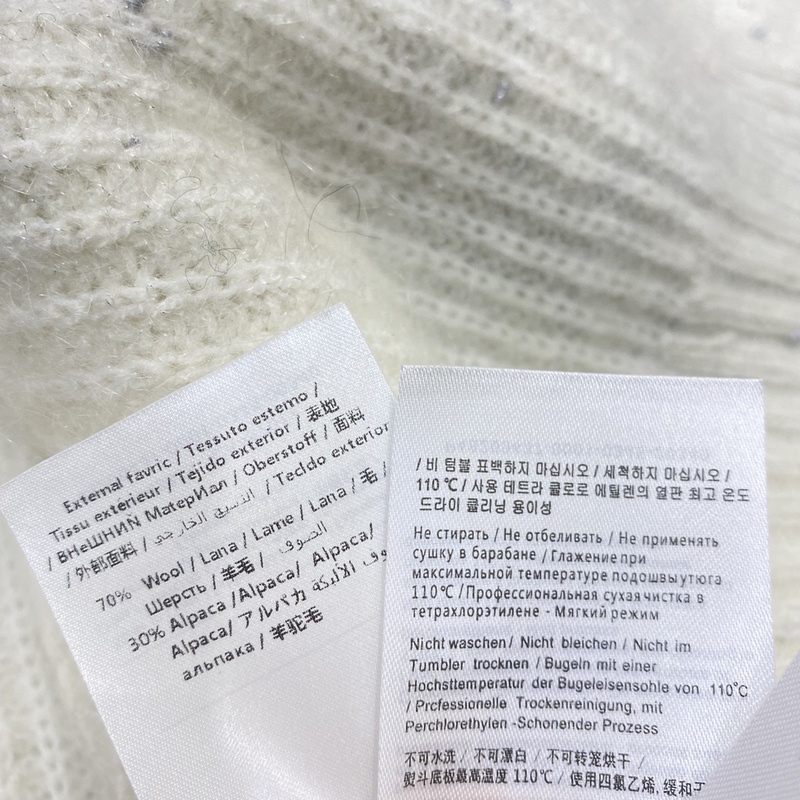 External favric / Tessuto estemo /
Tissu extérieur / Tejido exterior / 表地
/ ВНеШНИЙ МатерИал / Oberstoff / 面料
/ 外部面料 / النسيج الخارجي / Tecldo exterior
70% Wool / Lana / Lame / Lana / 毛 /
Шерсть / 羊毛 / الصوف
30% Alpaca /Alpaca/ Alpaca/
Alpaca/ アルパカ
альпака / 羊驼毛
/ 비 텀블 표백하지 마십시오 / 세척하지 마십시오 /
110 ℃ / 사용 테트라 클로로 에틸렌의 열판 최고 온도
드라이 클리닝 용이성
Не стирать / Не отбеливать / Не применять
сушку в барабане / Глажение при
максимальной температуре подошвы утюга
110℃ /Профессиональная сухая чистка в
тетрахлорэтилене - Мягкий режим
Nicht waschen / Nicht bleichen / Nicht im
Tumbler trocknen / Bugeln mit einer
Hochsttemperatur der Bugeleisensohle von 110°C
/ Prcfessionelle Trockenreinigung, mit
Perchlorethylen -Schonender Prozess
不可水洗 / 不可漂白 / 不可转笼烘干 /
熨斗底板最高温度 110℃ / 使用四氯乙烯, 缓和干